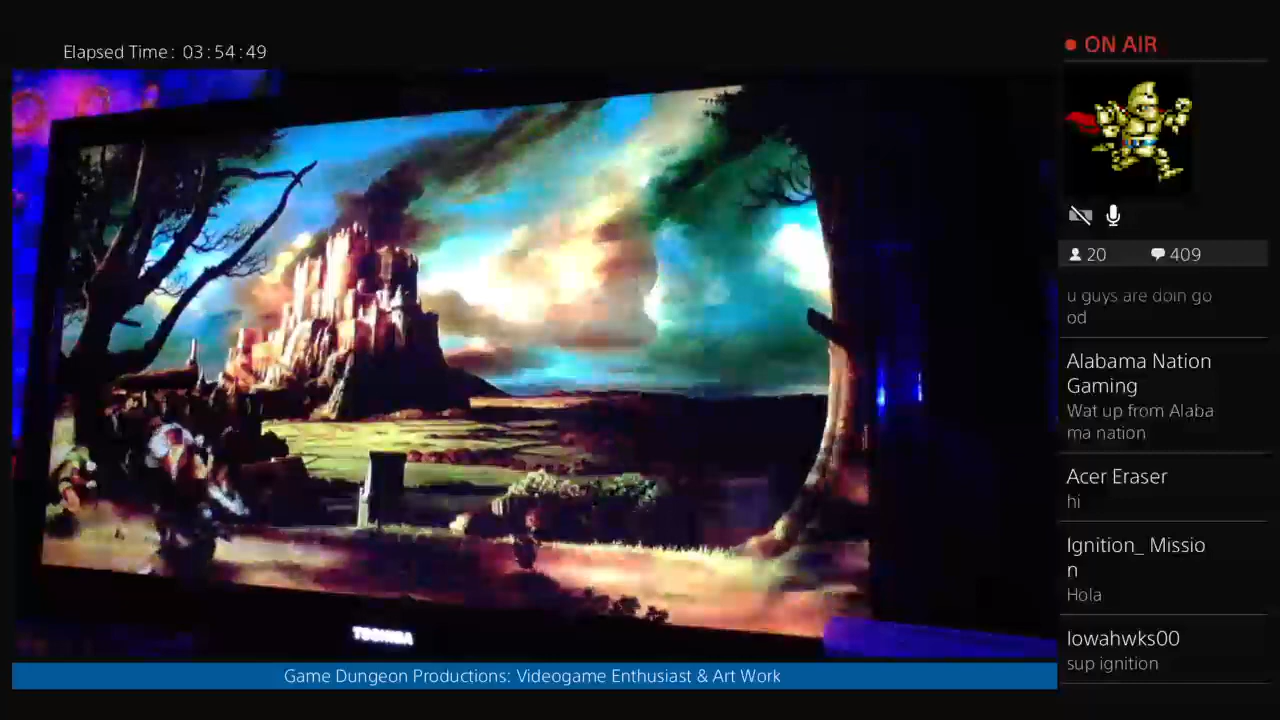 Elapsed Time: 03:54:49
ON AIR
20 409
u guys are doin go
od
Alabama Nation
Gaming
Wat up from Alaba
ma nation
Acer Eraser
hi
Ignition_ Missio
n
Hola
Iowahwks00
sup ignition
TOSHIBA
Game Dungeon Productions: Videogame Enthusiast & Art Work